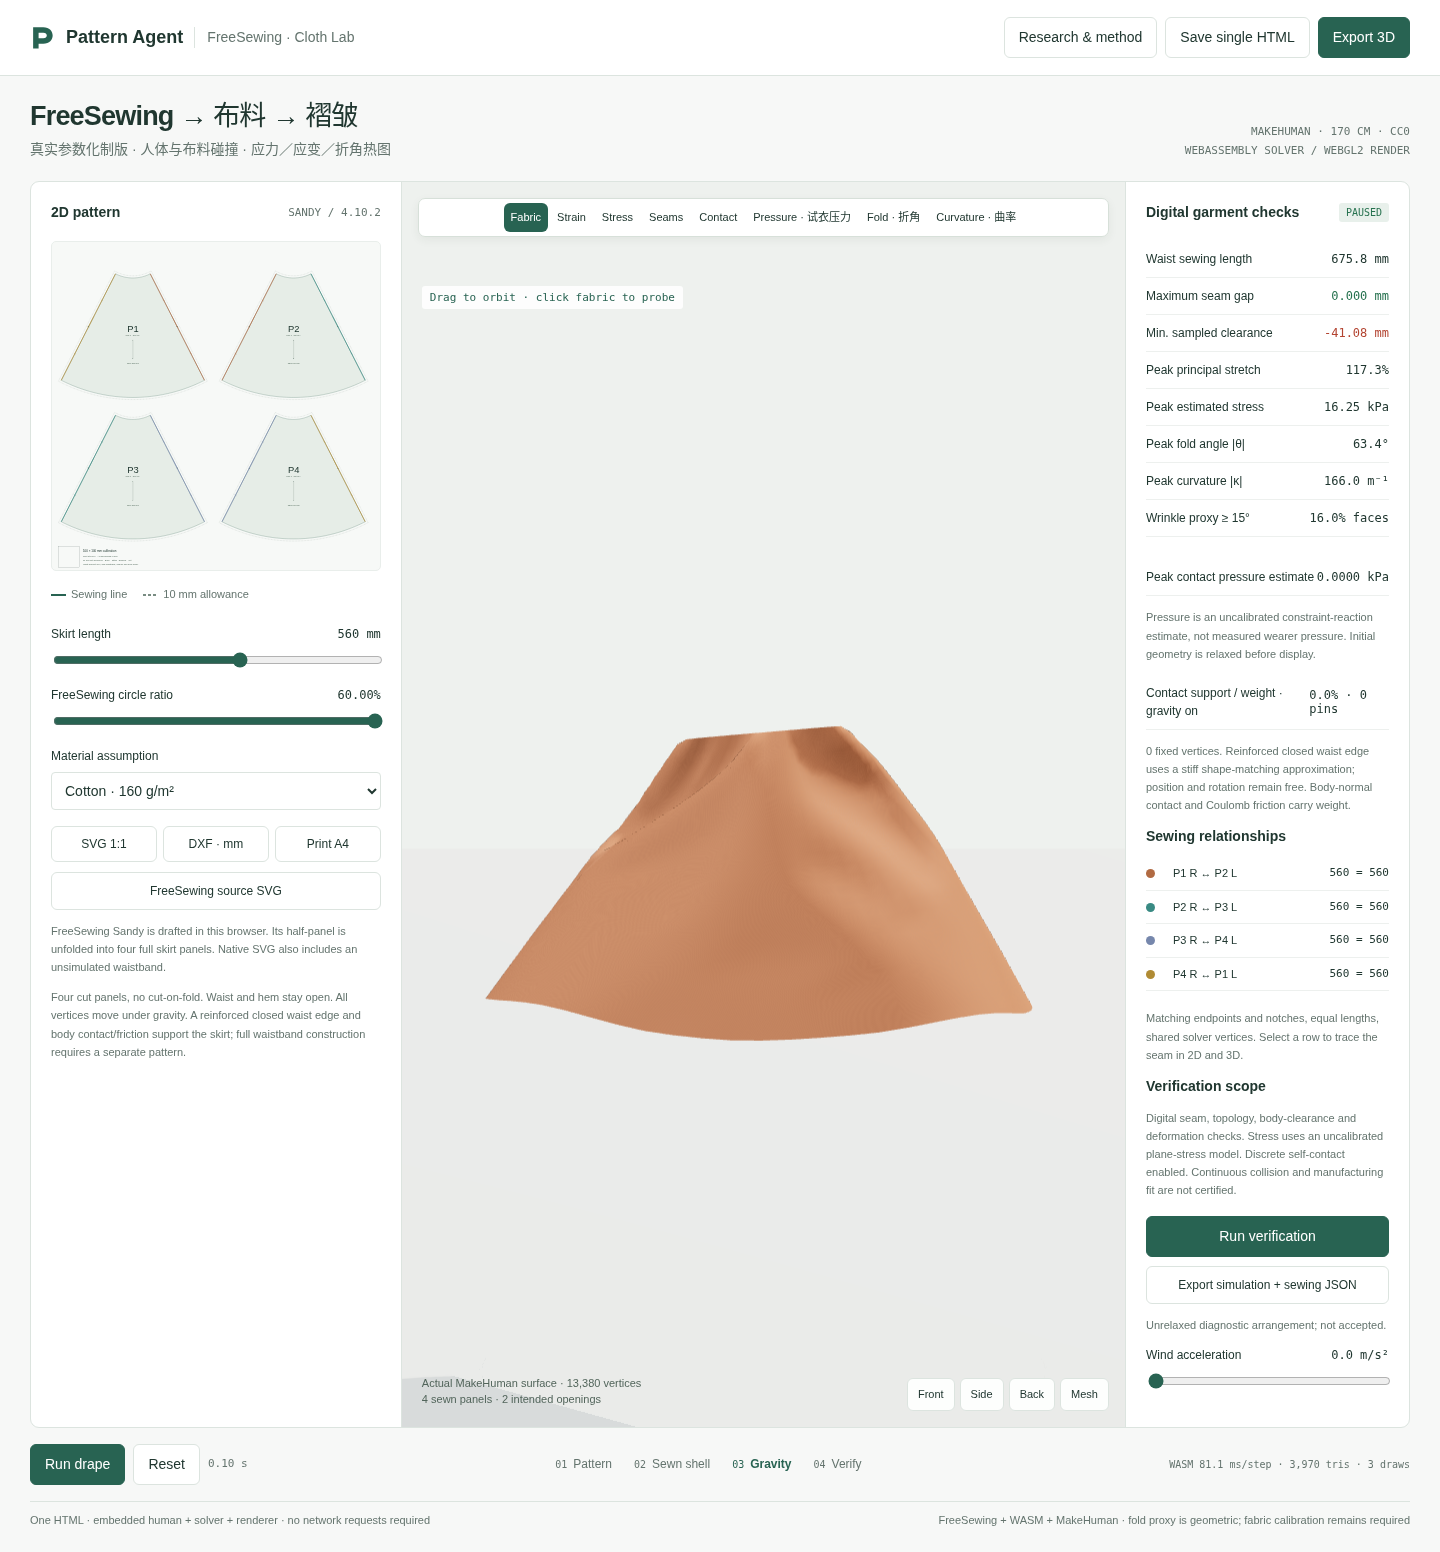 Pattern Agent
FreeSewing · Cloth Lab
Research & method
Save single HTML
Export 3D
FreeSewing → 布料 → 褶皱
真实参数化制版 · 人体与布料碰撞 · 应力／应变／折角热图
MAKEHUMAN · 170 CM · CC0
WEBASSEMBLY SOLVER / WEBGL2 RENDER
2D pattern
SANDY / 4.10.2
P1
P2
P3
P4
Sewing line
10 mm allowance
Skirt length
560 mm
FreeSewing circle ratio
60.00%
Material assumption
Cotton · 160 g/m²
SVG 1:1
DXF · mm
Print A4
FreeSewing source SVG
FreeSewing Sandy is drafted in this browser. Its half-panel is
unfolded into four full skirt panels. Native SVG also includes an
unsimulated waistband.
Four cut panels, no cut-on-fold. Waist and hem stay open. All
vertices move under gravity. A reinforced closed waist edge and
body contact/friction support the skirt; full waistband construction
requires a separate pattern.
Fabric
Strain
Stress
Seams
Contact
Pressure · 试衣压力
Fold · 折角
Curvature · 曲率
Drag to orbit · click fabric to probe
Actual MakeHuman surface · 13,380 vertices
4 sewn panels · 2 intended openings
Front
Side
Back
Mesh
Digital garment checks
PAUSED
Waist sewing length
675.8 mm
Maximum seam gap
0.000 mm
Min. sampled clearance
-41.08 mm
Peak principal stretch
117.3%
Peak estimated stress
16.25 kPa
Peak fold angle |θ|
63.4°
Peak curvature |κ|
166.0 m⁻¹
Wrinkle proxy ≥ 15°
16.0% faces
Peak contact pressure estimate
0.0000 kPa
Pressure is an uncalibrated constraint-reaction
estimate, not measured wearer pressure. Initial
geometry is relaxed before display.
Contact support / weight ·
gravity on
0.0% · 0
pins
0 fixed vertices. Reinforced closed waist edge
uses a stiff shape-matching approximation;
position and rotation remain free. Body-normal
contact and Coulomb friction carry weight.
Sewing relationships
P1 R ↔ P2 L
560 = 560
P2 R ↔ P3 L
560 = 560
P3 R ↔ P4 L
560 = 560
P4 R ↔ P1 L
560 = 560
Matching endpoints and notches, equal lengths,
shared solver vertices. Select a row to trace the
seam in 2D and 3D.
Verification scope
Digital seam, topology, body-clearance and
deformation checks. Stress uses an uncalibrated
plane-stress model. Discrete self-contact
enabled. Continuous collision and manufacturing
fit are not certified.
Run verification
Export simulation + sewing JSON
Unrelaxed diagnostic arrangement; not accepted.
Wind acceleration
0.0 m/s²
Run drape
Reset
0.10 s
01 Pattern
02 Sewn shell
03 Gravity
04 Verify
WASM 81.1 ms/step · 3,970 tris · 3 draws
One HTML · embedded human + solver + renderer · no network requests required
FreeSewing + WASM + MakeHuman · fold proxy is geometric; fabric calibration remains required